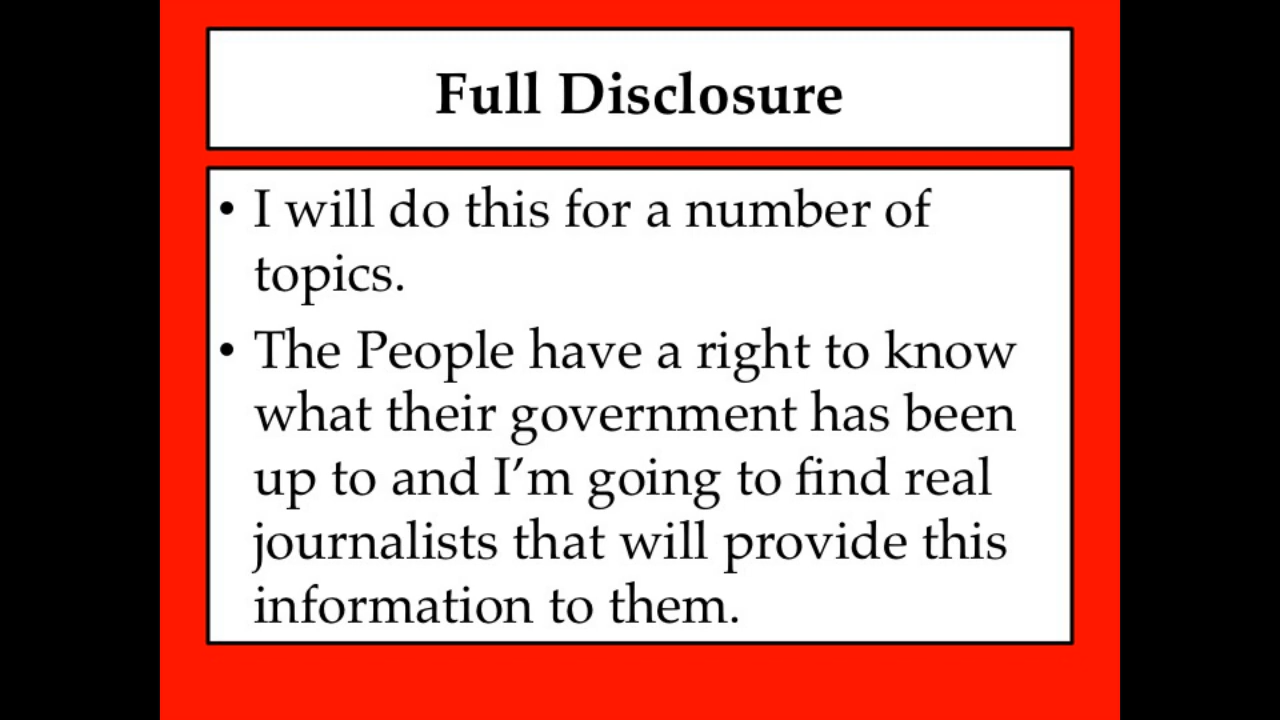 Full Disclosure
• I will do this for a number of
topics.
• The People have a right to know
what their government has been
up to and I’m going to find real
journalists that will provide this
information to them.